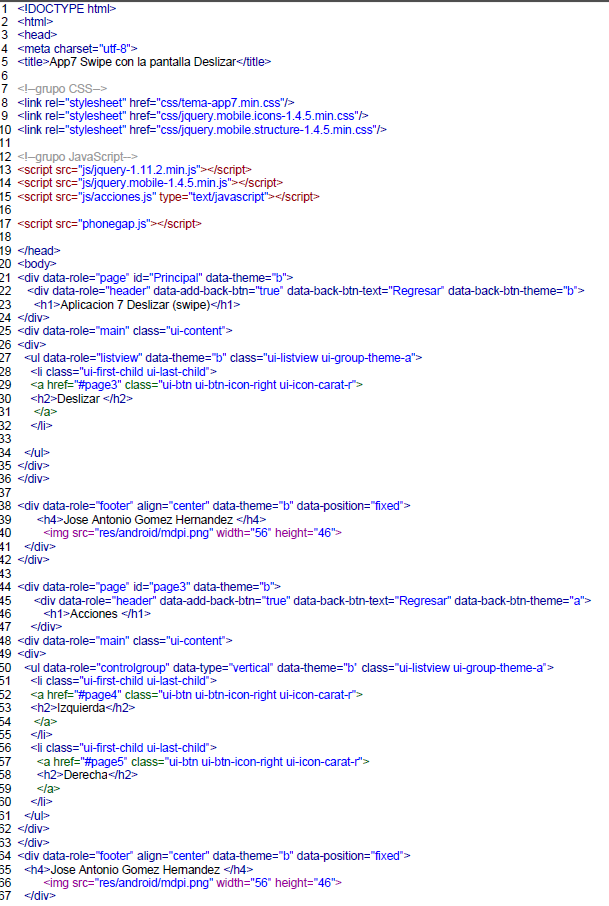 1 <!DOCTYPE html>
2 <html>
3 <head>
4 <meta charset="utf-8">
5 <title>App7 Swipe con la pantalla Deslizar</title>
6
7 <!--grupo CSS-->
8 <link rel="stylesheet" href="css/tema-app7.min.css"/>
9 <link rel="stylesheet" href="css/jquery.mobile.icons-1.4.5.min.css"/>
10 <link rel="stylesheet" href="css/jquery.mobile.structure-1.4.5.min.css"/>
11
12 <!--grupo JavaScript-->
13 <script src="js/jquery-1.11.2.min.js"></script>
14 <script src="js/jquery.mobile-1.4.5.min.js"></script>
15 <script src="js/acciones.js" type="text/javascript"></script>
16
17 <script src="phonegap.js"></script>
18
19 </head>
20 <body>
21 <div data-role="page" id="Principal" data-theme="b">
22 <div data-role="header" data-add-back-btn="true" data-back-btn-text="Regresar" data-back-btn-theme="b">
23 <h1>Aplicacion 7 Deslizar (swipe)</h1>
24 </div>
25 <div data-role="main" class="ui-content">
26 <div>
27 <ul data-role="listview" data-theme="b" class="ui-listview ui-group-theme-a">
28 <li class="ui-first-child ui-last-child">
29 <a href="#page3" class="ui-btn ui-btn-icon-right ui-icon-carat-r">
30 <h2>Deslizar </h2>
31 </a>
32 </li>
33
34 </ul>
35 </div>
36 </div>
37
38 <div data-role="footer" align="center" data-theme="b" data-position="fixed">
39 <h4>Jose Antonio Gomez Hernandez </h4>
40 <img src="res/android/mdpi.png" width="56" height="46">
41 </div>
42 </div>
43
44 <div data-role="page" id="page3" data-theme="b">
45 <div data-role="header" data-add-back-btn="true" data-back-btn-text="Regresar" data-back-btn-theme="a">
46 <h1>Acciones </h1>
47 </div>
48 <div data-role="main" class="ui-content">
49 <div>
50 <ul data-role="controlgroup" data-type="vertical" data-theme="b" class="ui-listview ui-group-theme-a">
51 <li class="ui-first-child ui-last-child">
52 <a href="#page4" class="ui-btn ui-btn-icon-right ui-icon-carat-r">
53 <h2>Izquierda</h2>
54 </a>
55 </li>
56 <li class="ui-first-child ui-last-child">
57 <a href="#page5" class="ui-btn ui-btn-icon-right ui-icon-carat-r">
58 <h2>Derecha</h2>
59 </a>
60 </li>
61 </ul>
62 </div>
63 </div>
64 <div data-role="footer" align="center" data-theme="b" data-position="fixed">
65 <h4>Jose Antonio Gomez Hernandez </h4>
66 <img src="res/android/mdpi.png" width="56" height="46">
67 </div>